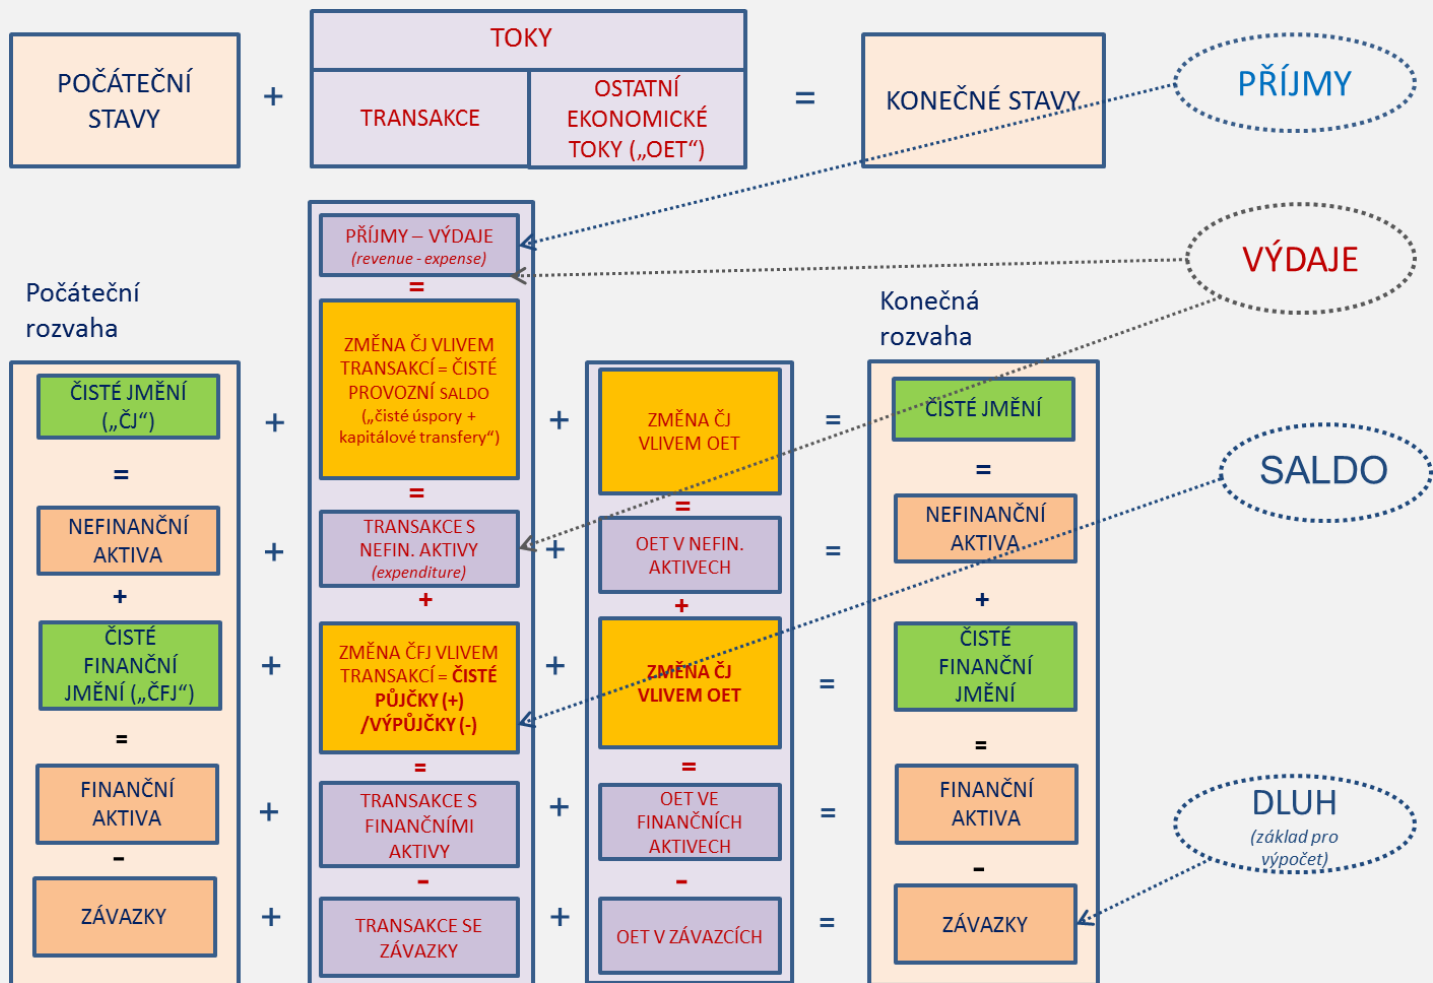 POČÁTEČNÍ
STAVY
+
TOKY
TRANSAKCE
OSTATNÍ
EKONOMICKÉ
TOKY („OET“)
=
KONEČNÉ STAVY
PŘÍJMY
VÝDAJE
SALDO
DLUH
(základ pro
výpočet)
Počáteční
rozvaha
ČISTÉ JMĚNÍ
(„ČJ“)
=
NEFINANČNÍ
AKTIVA
+
ČISTÉ
FINANČNÍ
JMĚNÍ („ČFJ“)
=
FINANČNÍ
AKTIVA
-
ZÁVAZKY
+
+
+
+
+
PŘÍJMY – VÝDAJE
(revenue - expense)
=
ZMĚNA ČJ VLIVEM
TRANSAKCÍ = ČISTÉ
PROVOZNÍ SALDO
(„čisté úspory +
kapitálové transfery“)
=
TRANSAKCE S
NEFIN. AKTIVY
(expenditure)
+
ZMĚNA ČFJ VLIVEM
TRANSAKCÍ = ČISTÉ
PŮJČKY (+)
/VÝPŮJČKY (-)
=
TRANSAKCE S
FINANČNÍMI
AKTIVY
-
TRANSAKCE SE
ZÁVAZKY
+
+
+
+
+
ZMĚNA ČJ
VLIVEM OET
=
OET V NEFIN.
AKTIVECH
+
ZMĚNA ČJ
VLIVEM OET
=
OET VE
FINANČNÍCH
AKTIVECH
-
OET V ZÁVAZCÍCH
=
=
=
=
=
Konečná
rozvaha
ČISTÉ JMĚNÍ
=
NEFINANČNÍ
AKTIVA
+
ČISTÉ
FINANČNÍ
JMĚNÍ
=
FINANČNÍ
AKTIVA
-
ZÁVAZKY